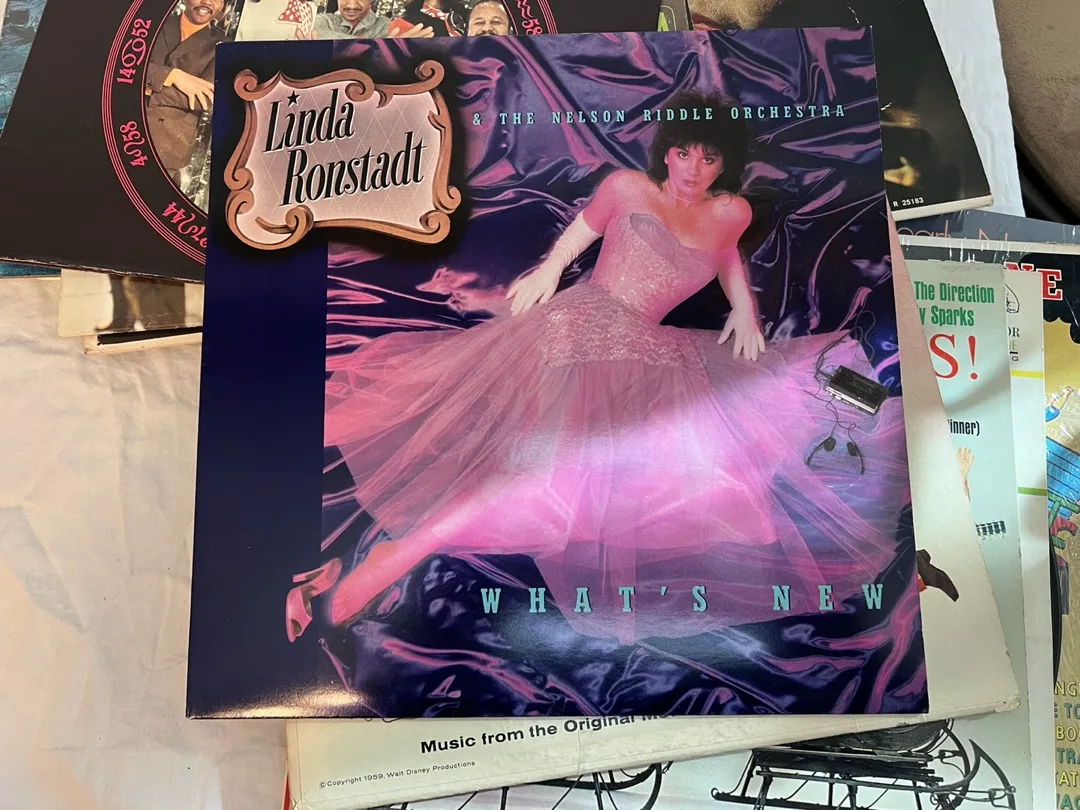 Linda
Ronstadt
& THE NELSON RIDDLE ORCHESTRA
WHAT'S NEW
R 25183
NE
The Direction
y Sparks
S!
inner)
Music from the Original
©Copyright 1959, Walt Disney Productions